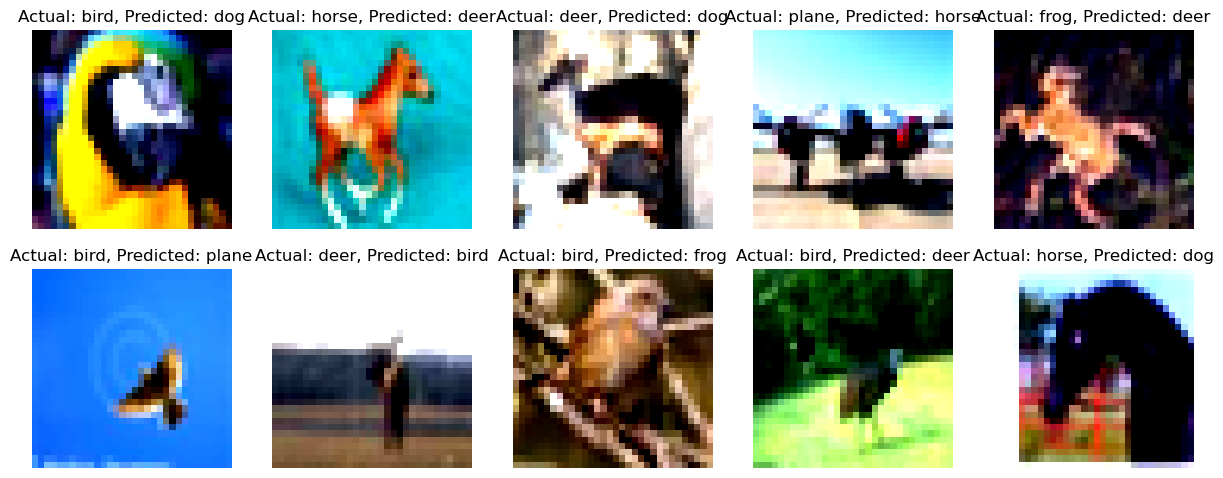 Actual: bird, Predicted: dog
Actual: horse, Predicted: deer
Actual: deer, Predicted: dog
Actual: plane, Predicted: horse
Actual: frog, Predicted: deer
Actual: bird, Predicted: plane
Actual: deer, Predicted: bird
Actual: bird, Predicted: frog
Actual: bird, Predicted: deer
Actual: horse, Predicted: dog